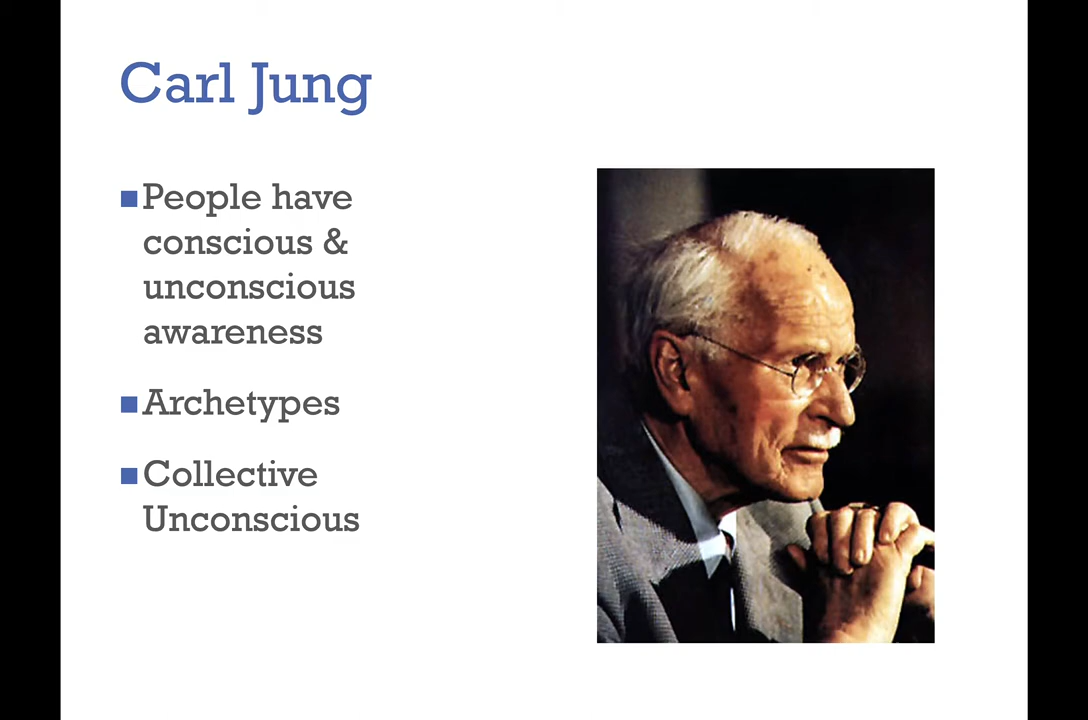 Carl Jung
People have
conscious &
unconscious
awareness
Archetypes
Collective
Unconscious